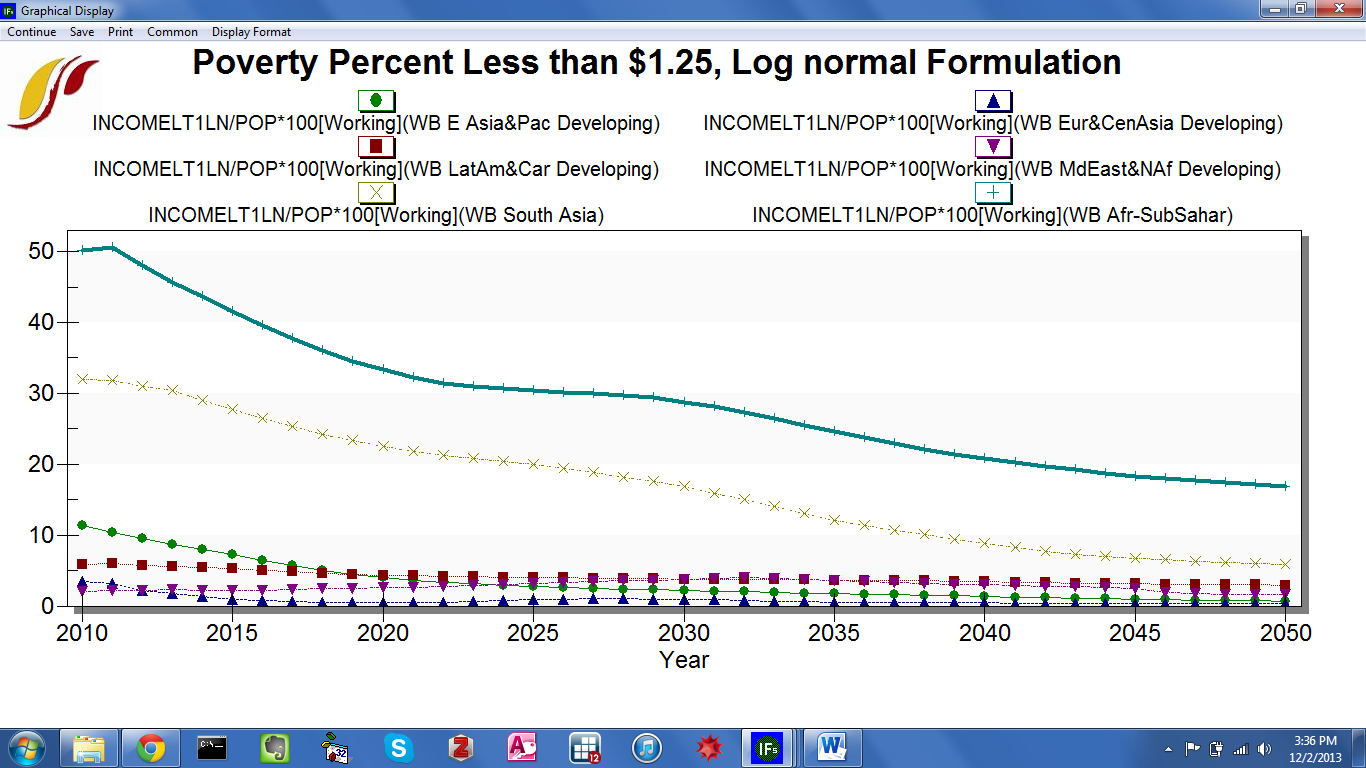 IFs Graphical Display
Continue Save Print Common Display Format
Poverty Percent Less than $1.25, Log normal Formulation
INCOMELT1LN/POP*100[Working](WB E Asia&Pac Developing)
INCOMELT1LN/POP*100[Working](WB Eur&CenAsia Developing)
INCOMELT1LN/POP*100[Working](WB LatAm&Car Developing)
INCOMELT1LN/POP*100[Working](WB MdEast&NAf Developing)
INCOMELT1LN/POP*100[Working](WB South Asia)
INCOMELT1LN/POP*100[Working](WB Afr-SubSahar)
50
40
30
20
10
0
2010 2015 2020 2025 2030 2035 2040 2045 2050
Year
C:\.
32
S
Z
A
12
IFs
W
3:36 PM
12/2/2013